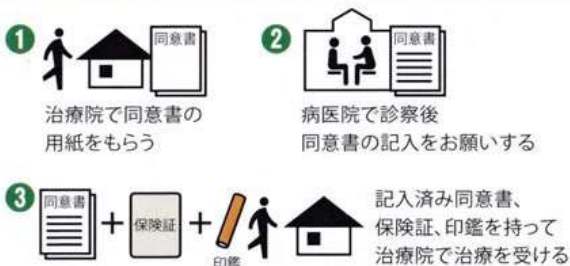 1
同意書
治療院で同意書の
用紙をもらう
2
同意書
病医院で診察後
同意書の記入をお願いする
3
同意書
+
保険証
+
印鑑
記入済み同意書、
保険証、印鑑を持って
治療院で治療を受ける